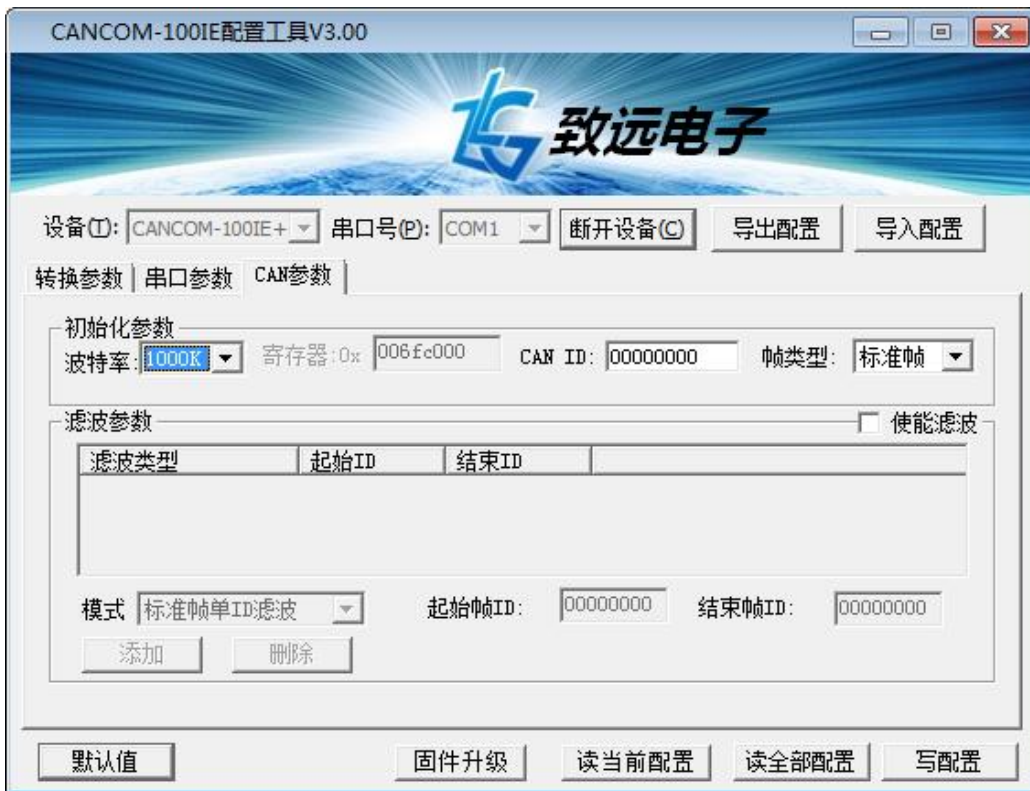 CANCOM-100IE配置工具V3.00
致远电子
设备(T): CANCOM-100IE+ 串口号(P): COM1 断开设备(C) 导出配置 导入配置
转换参数 串口参数 CAN参数
初始化参数
波特率: 1000K 寄存器:0x 006fc000 CAN ID: 00000000 帧类型: 标准帧
滤波参数 使能滤波
滤波类型 起始ID 结束ID
模式 标准帧单ID滤波 起始帧ID: 00000000 结束帧ID: 00000000
添加 删除
默认值 固件升级 读当前配置 读全部配置 写配置